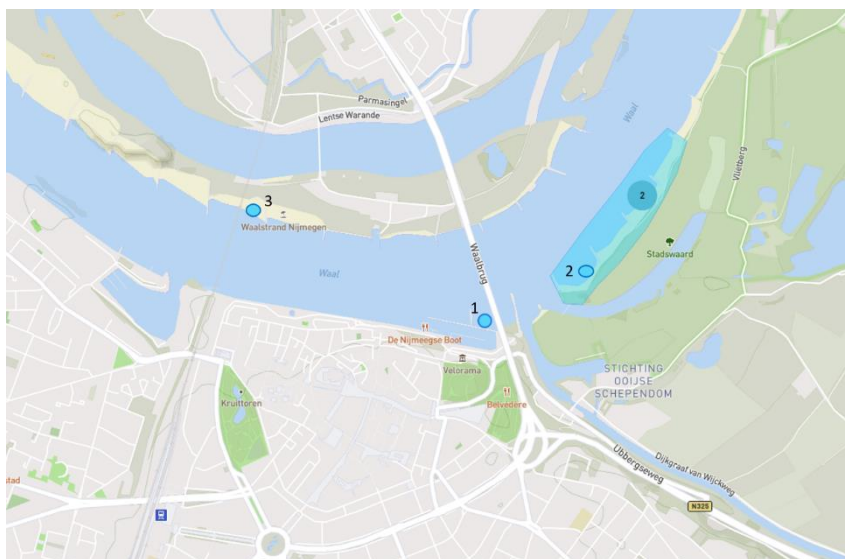 Parmasingel
Lentse Warande
Waal
Vlietberg
3
2
Waalstrand Nijmegen
Waalbrug
Stadswaard
Waal
2
1
De Nijmeegse Boot
Velorama
STICHTING
OOIJSE
SCHEPENDOM
Kruittoren
Belvedere
Ubbergseweg
Dijkgraaf van Wijckweg
stad
N325